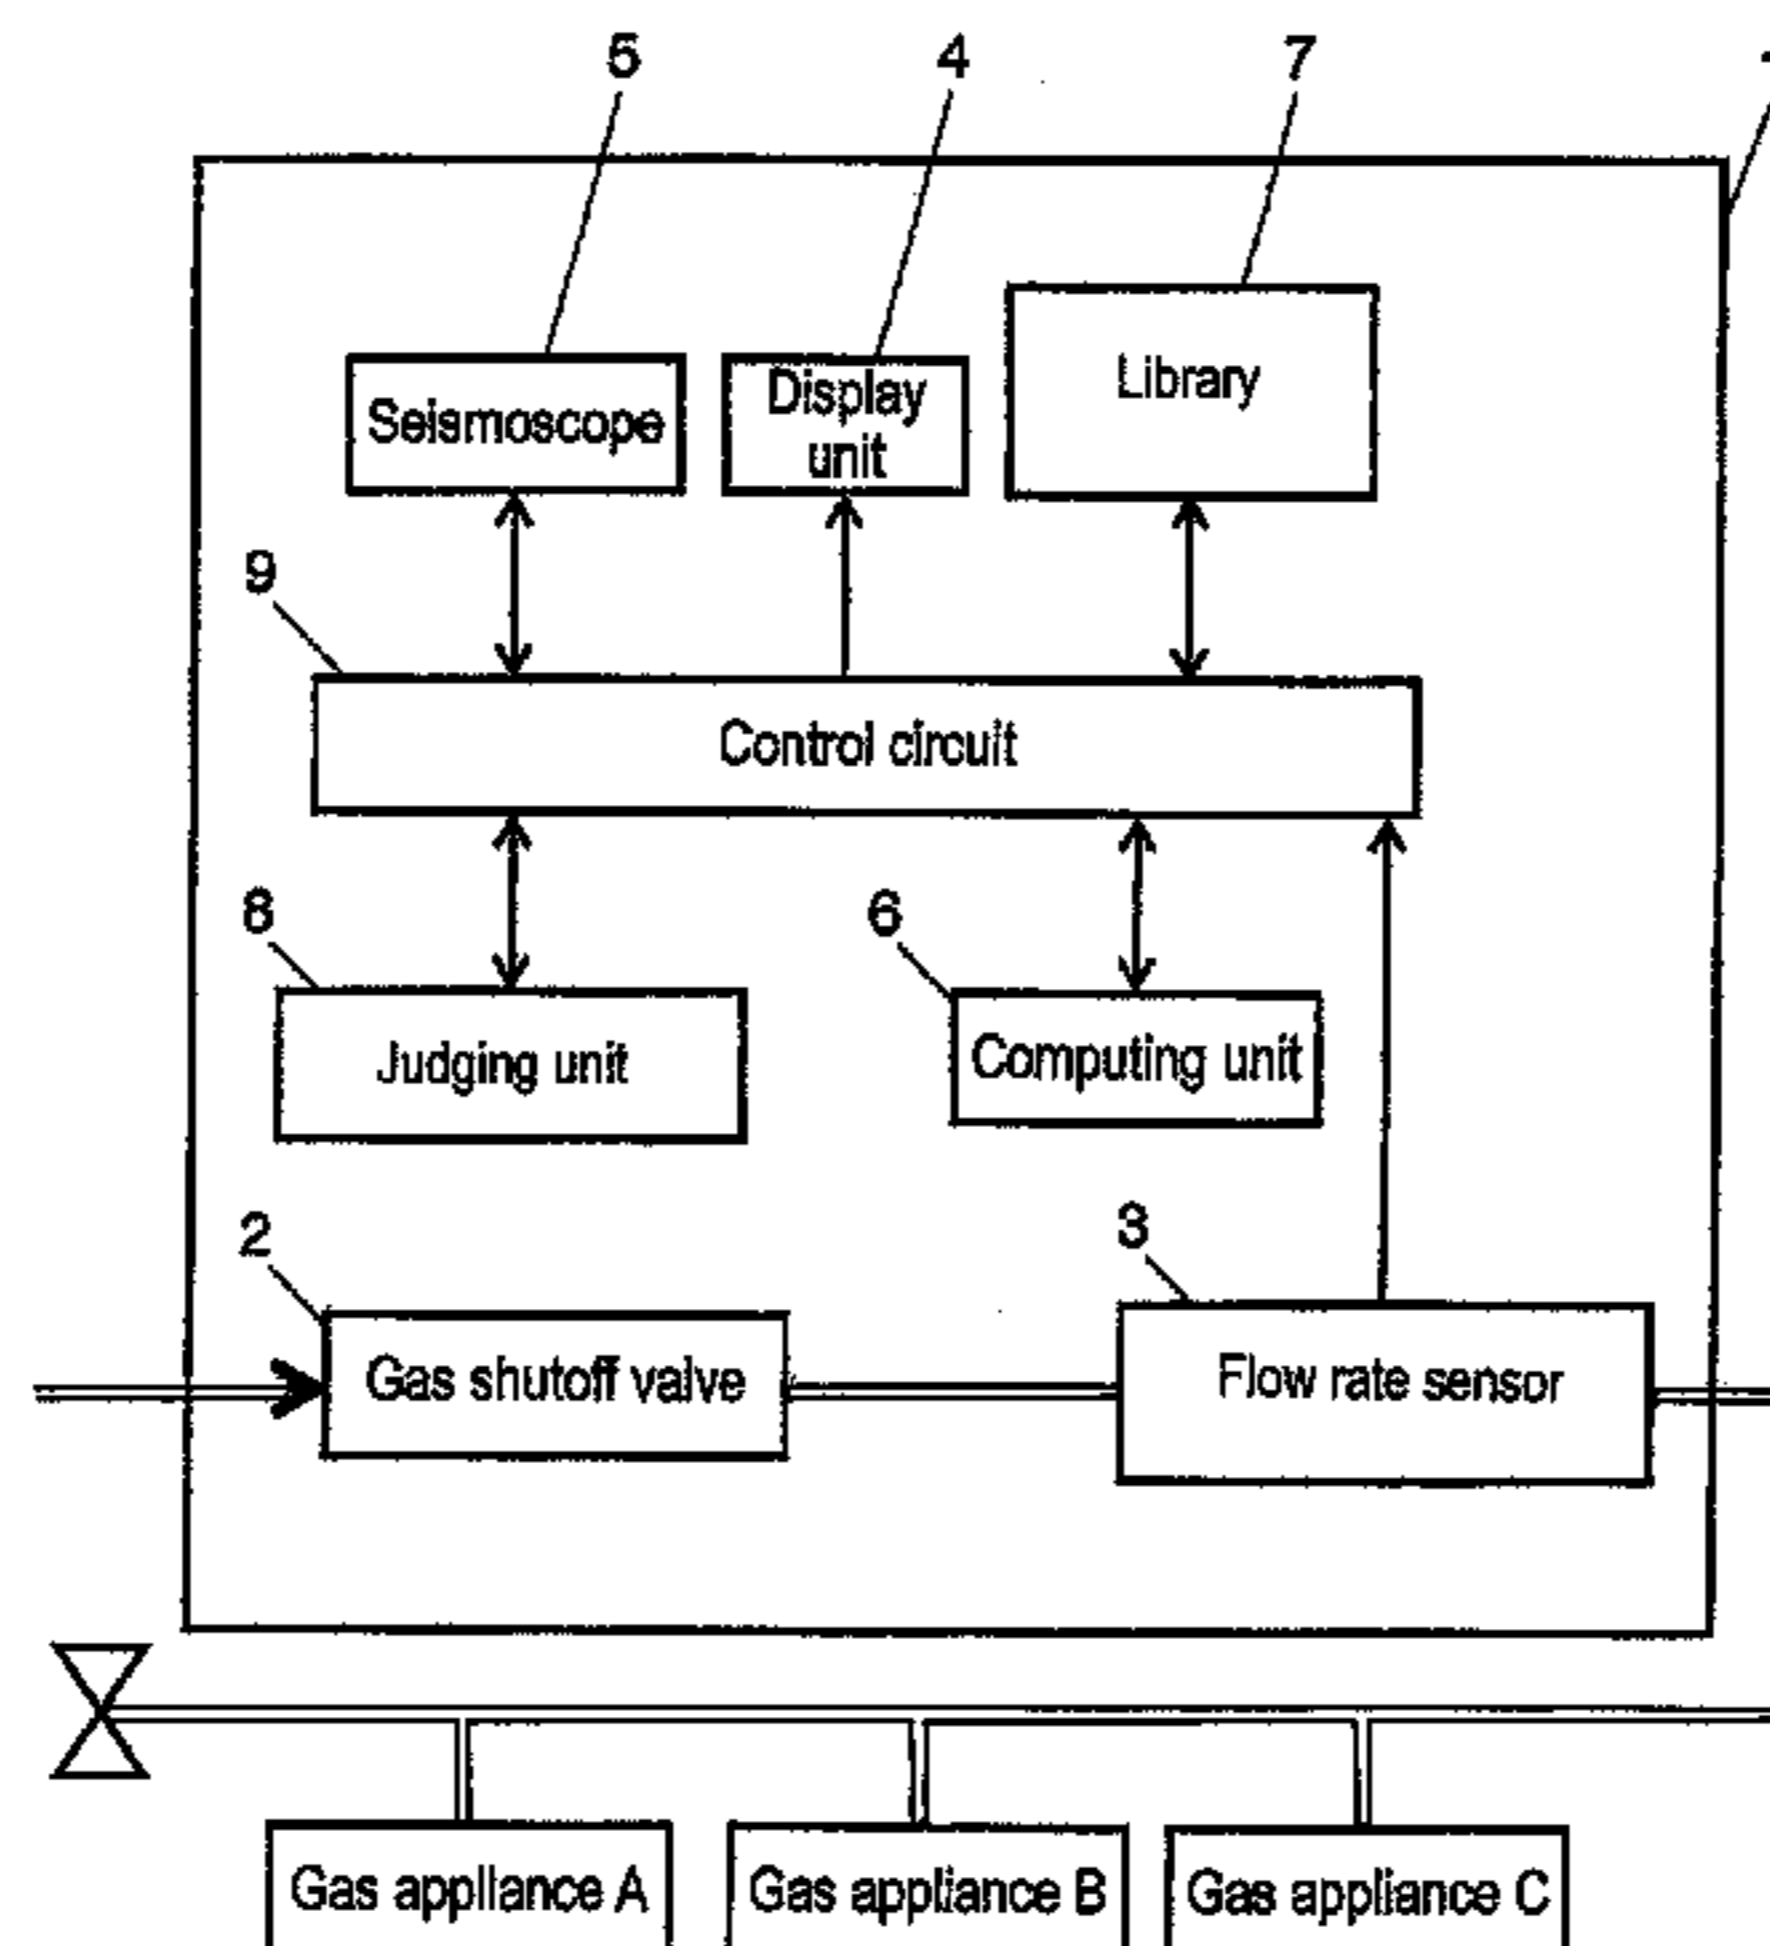 5 4 7
Seismoscope
Display
unit
Library
9
Control circuit
8 6
Judging unit
Computing unit
2 3
Gas shutoff valve
Flow rate sensor
Gas appliance A
Gas appliance B
Gas appliance C